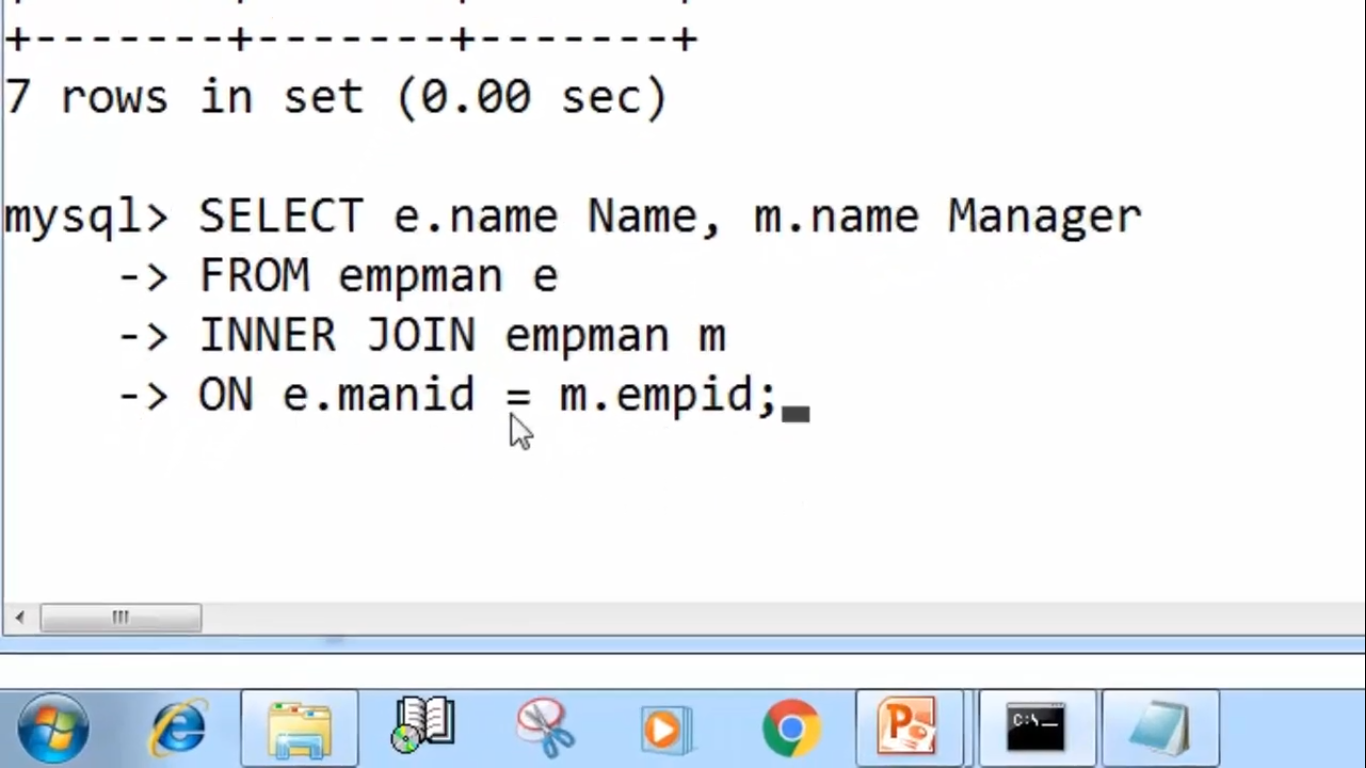 +-------+-------+-------+
7 rows in set (0.00 sec)
mysql> SELECT e.name Name, m.name Manager
    -> FROM empman e
    -> INNER JOIN empman m
    -> ON e.manid = m.empid;
C:\_